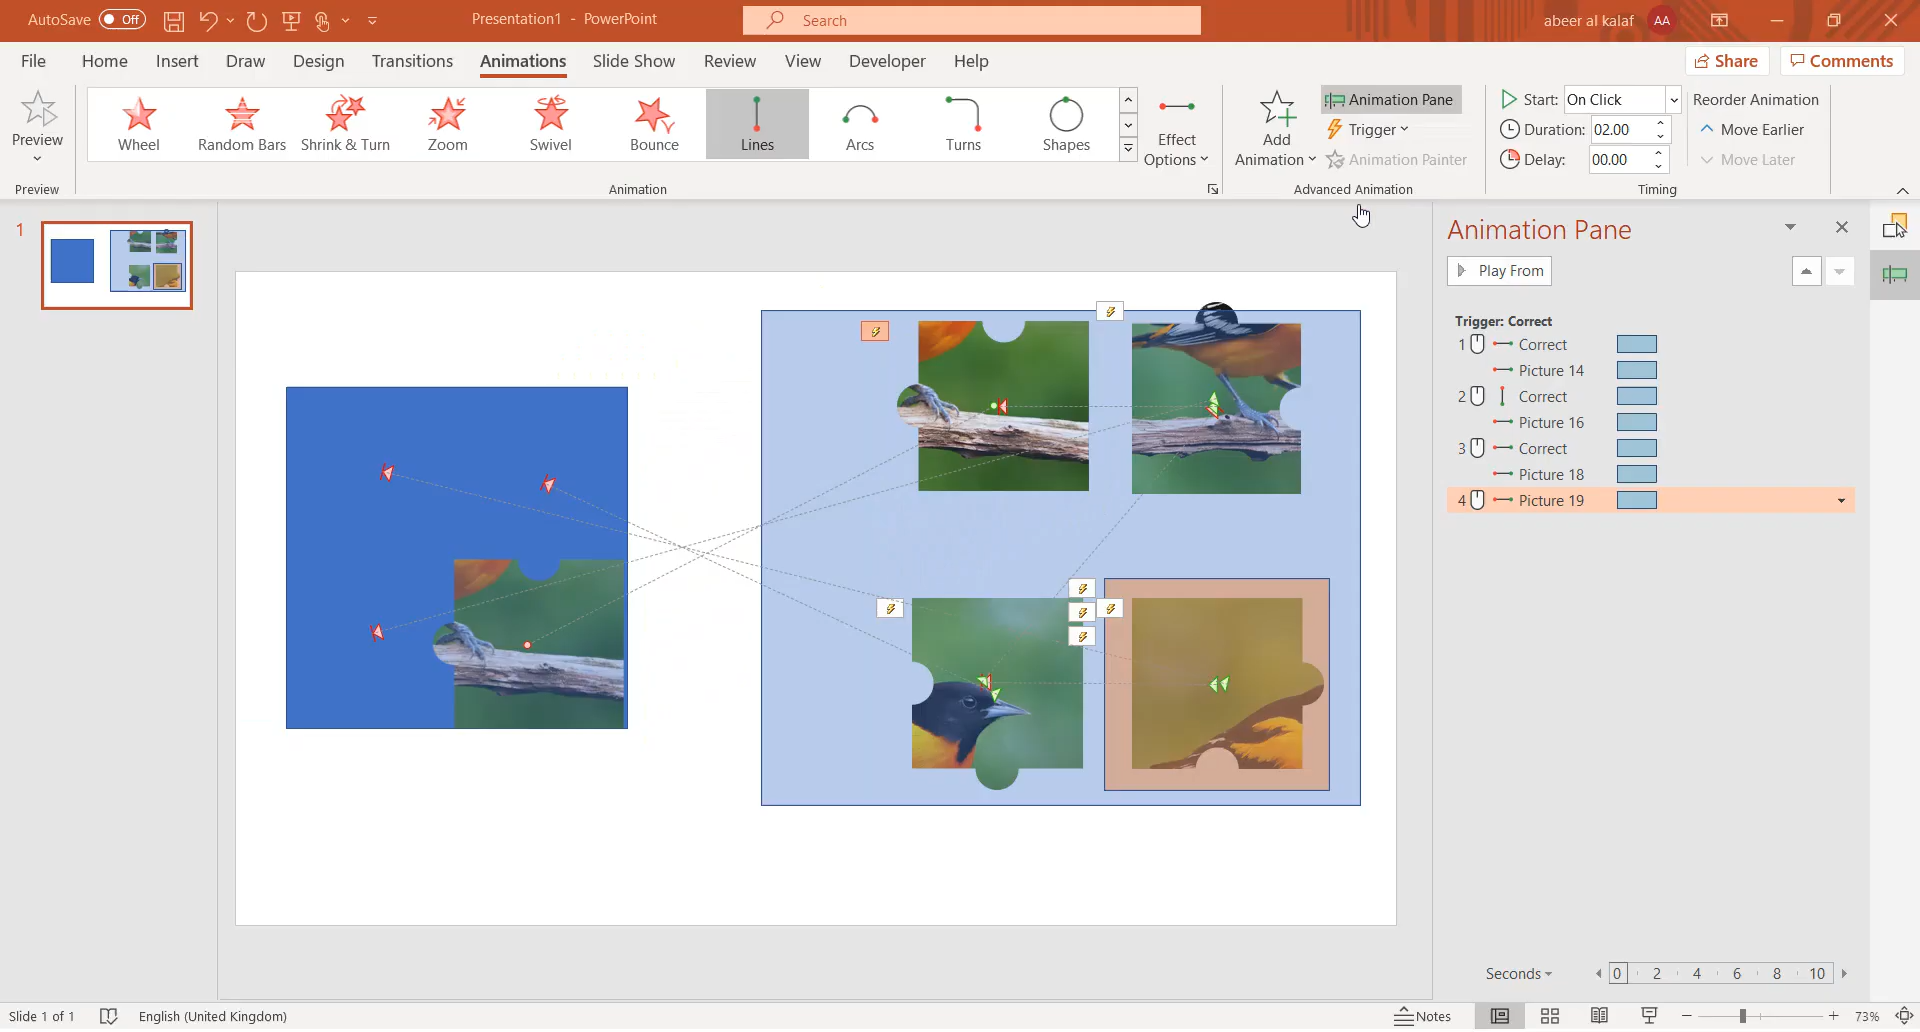 AutoSave Off
Presentation1 - PowerPoint
Search
abeer al kalaf AA
File Home Insert Draw Design Transitions Animations Slide Show Review View Developer Help
Share Comments
Preview
Wheel Random Bars Shrink & Turn Zoom Swivel Bounce Lines Arcs Turns Shapes
Effect Options
Add Animation
Animation Pane
Trigger
Animation Painter
Start: On Click
Duration: 02.00
Delay: 00.00
Reorder Animation
Move Earlier
Move Later
Preview Animation Advanced Animation Timing
1
Animation Pane
Play From
Trigger: Correct
1 Correct
Picture 14
2 Correct
Picture 16
3 Correct
Picture 18
4 Picture 19
Seconds 0 2 4 6 8 10
Slide 1 of 1 English (United Kingdom) Notes 73%